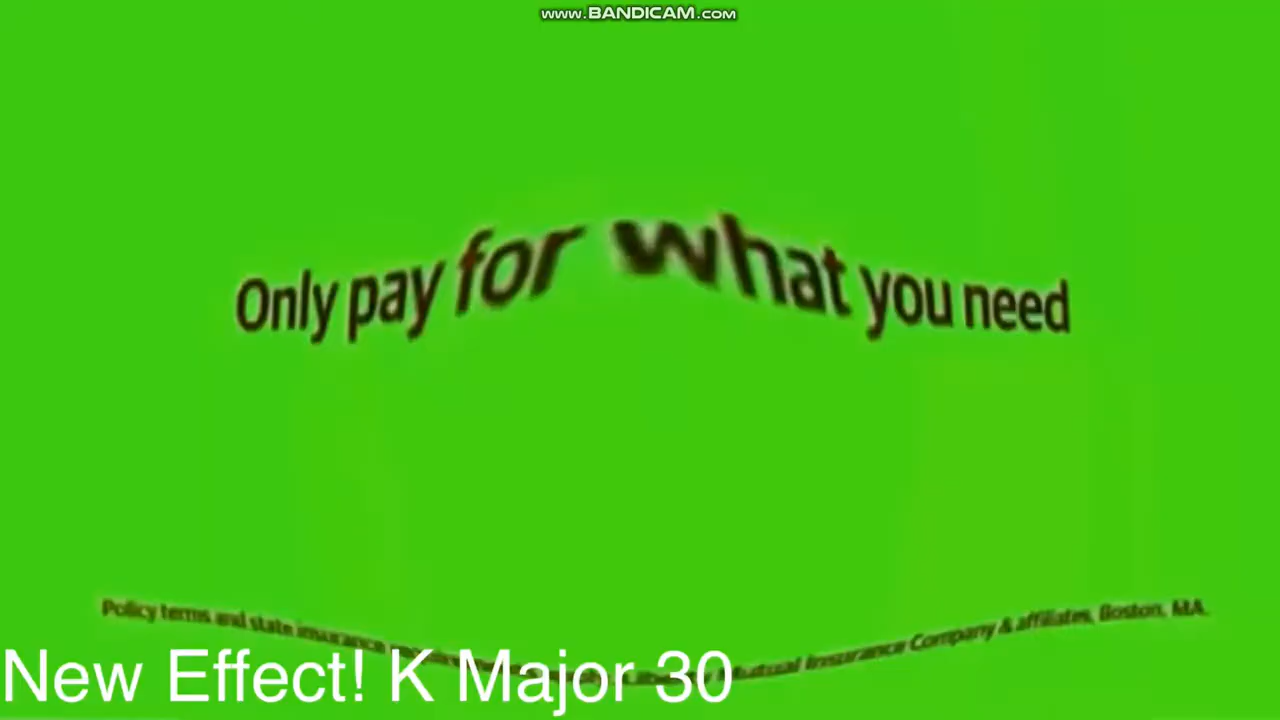 www.BANDICAM.com
Only pay for what you need
Policy terms and state insurance Mutual Insurance Company & affiliates, Boston, MA.
New Effect! K Major 30